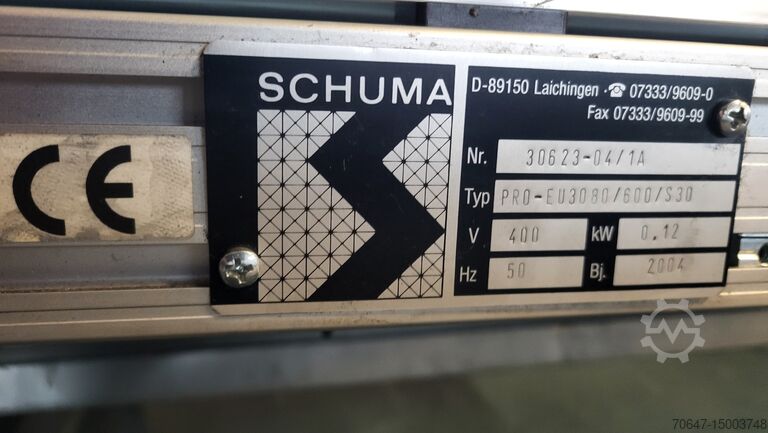 CE
SCHUMA
D-89150 Laichingen · ☎ 07333/9609-0
Fax 07333/9609-99
Nr. 30623-04/1A
Typ PRO-EU3080/600/S30
V 400 kW 0.12
Hz 50 Bj. 2004
70647-15003748